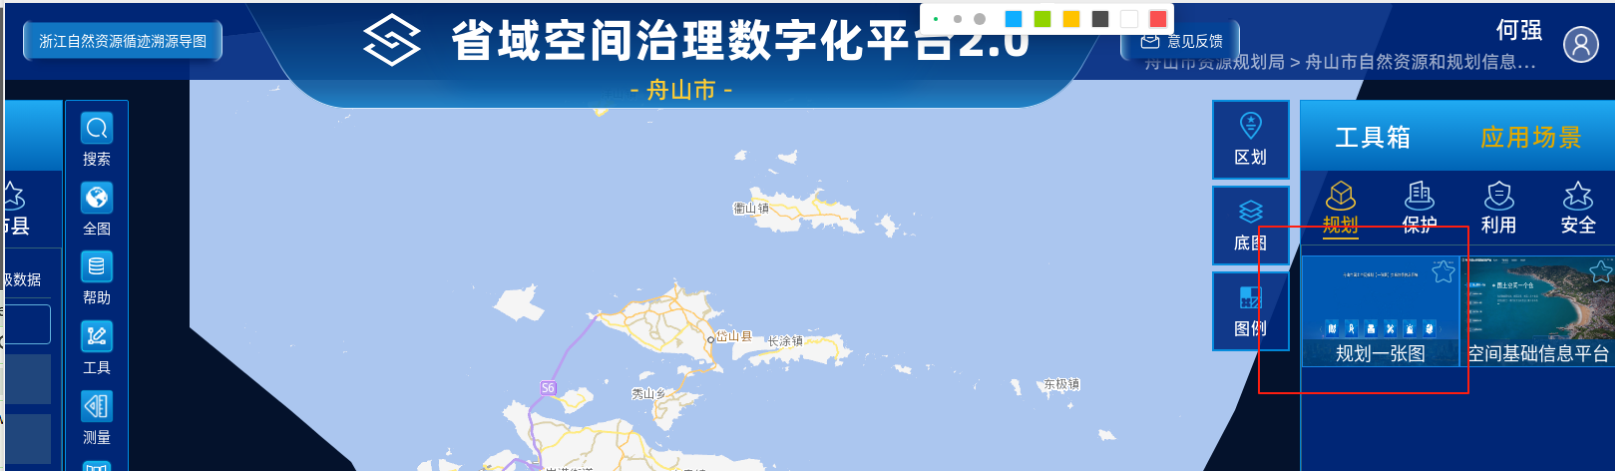 浙江自然资源循迹溯源导图
省域空间治理数字化平台2.0
- 舟山市 -
意见反馈
何强
舟山市资源规划局 > 舟山市自然资源和规划信息...
搜索
全图
帮助
工具
测量
县
级数据
衢山镇
岱山县
长涂镇
秀山乡
东极镇
S6
区划
底图
图例
工具箱
应用场景
规划
保护
利用
安全
规划一张图
空间基础信息平台